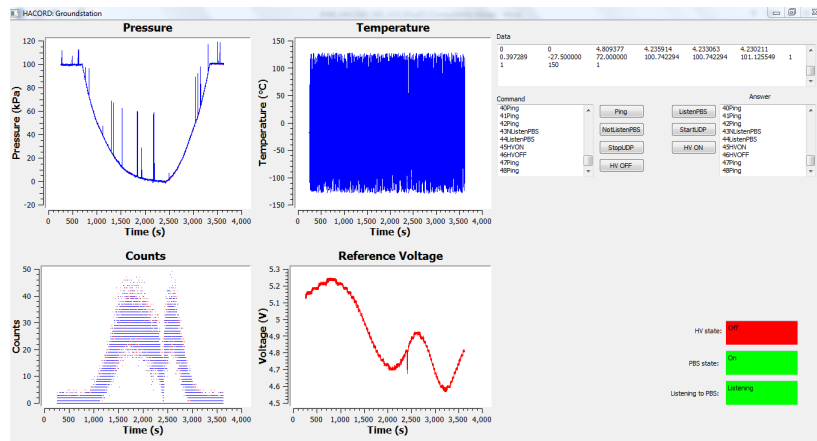 HACORD: Groundstation
Pressure
120
100
80
60
40
20
0
-20
Pressure (kPa)
0 500 1,000 1,500 2,000 2,500 3,000 3,500 4,000
Time (s)
Temperature
150
100
50
0
-50
-100
-150
Temperature (°C)
0 500 1,000 1,500 2,000 2,500 3,000 3,500 4,000
Time (s)
Data
0 0 4.809377 4.235914 4.233063 4.230211
0.397289 -27.500000 72.000000 100.742294 100.742294 101.125549 1
1 150 1
Command
40Ping
41Ping
42Ping
43NListenPBS
44ListenPBS
45HVON
46HVOFF
47Ping
48Ping
Ping
ListenPBS
NotListenPBS
StartUDP
StopUDP
HV ON
HV OFF
Answer
40Ping
41Ping
42Ping
43NListenPBS
44ListenPBS
45HVON
46HVOFF
47Ping
48Ping
Counts
50
40
30
20
10
0
Counts
0 500 1,000 1,500 2,000 2,500 3,000 3,500 4,000
Time (s)
Reference Voltage
5.3
5.2
5.1
5
4.9
4.8
4.7
4.6
4.5
Voltage (V)
0 500 1,000 1,500 2,000 2,500 3,000 3,500 4,000
Time (s)
HV state: Off
PBS state: On
Listening to PBS: Listening